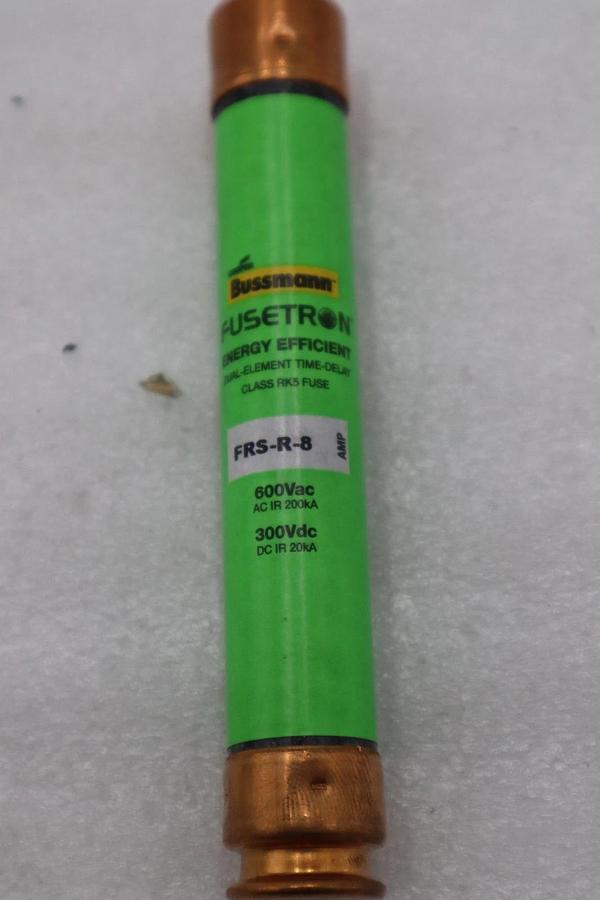 Bussmann
FUSETRON
ENERGY EFFICIENT
DUAL-ELEMENT TIME-DELAY
CLASS RK5 FUSE
FRS-R-8 AMP
600Vac
AC IR 200kA
300Vdc
DC IR 20kA